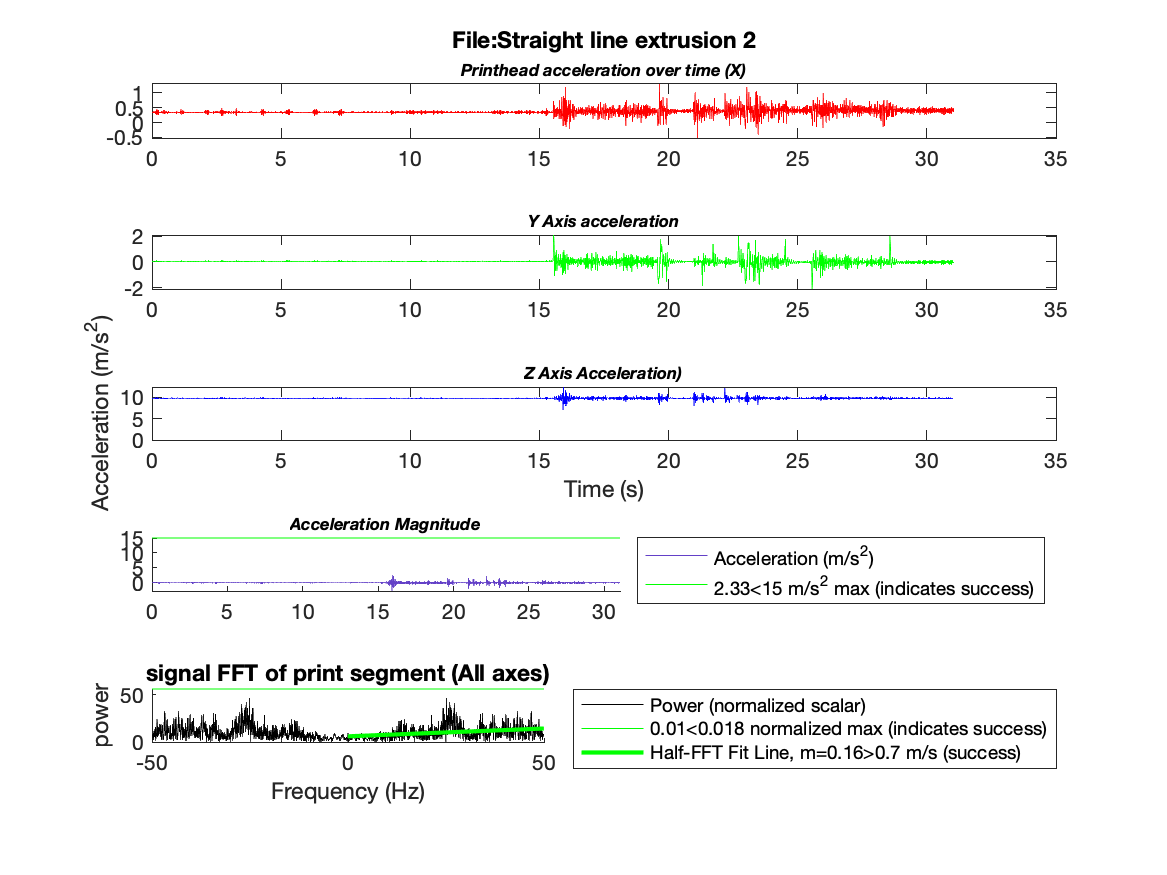 File:Straight line extrusion 2
Printhead acceleration over time (X)
1
0.5
0
-0.5
0 5 10 15 20 25 30 35
Y Axis acceleration
2
0
-2
0 5 10 15 20 25 30 35
Acceleration (m/s²)
Z Axis Acceleration)
10
5
0
0 5 10 15 20 25 30 35
Time (s)
Acceleration Magnitude
15
10
5
0
0 5 10 15 20 25 30
Acceleration (m/s²)
2.33<15 m/s² max (indicates success)
signal FFT of print segment (All axes)
power
50
0
-50 0 50
Frequency (Hz)
Power (normalized scalar)
0.01<0.018 normalized max (indicates success)
Half-FFT Fit Line, m=0.16>0.7 m/s (success)